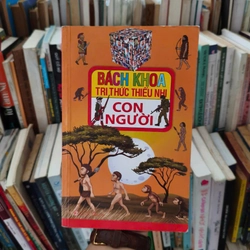 BÁCH KHOA
TRI THỨC THIẾU NHI
CON
NGƯỜI